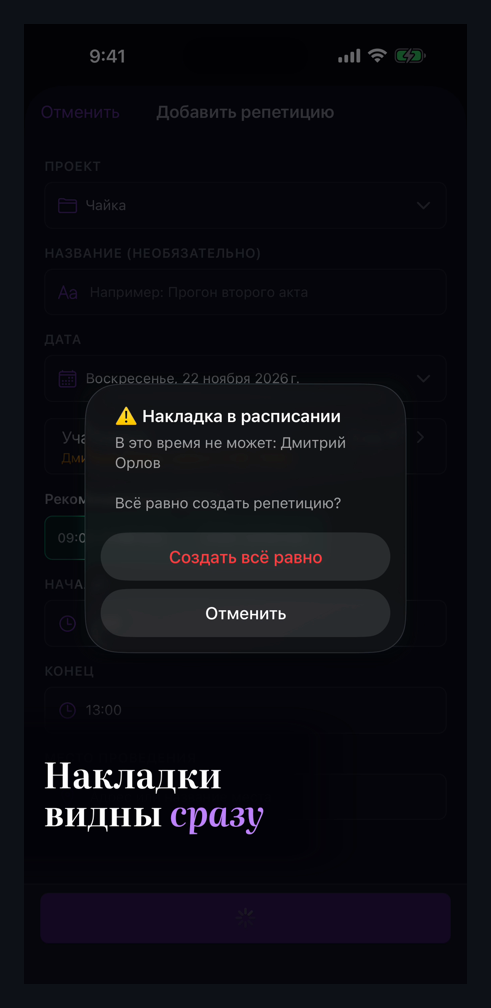 9:41
Отменить Добавить репетицию
ПРОЕКТ
Чайка
НАЗВАНИЕ (НЕОБЯЗАТЕЛЬНО)
Aa Например: Прогон второго акта
ДАТА
Воскресенье, 22 ноября 2026 г.
⚠️ Накладка в расписании
В это время не может: Дмитрий
Орлов
Всё равно создать репетицию?
Создать всё равно
Отменить
КОНЕЦ
13:00
Накладки
видны сразу